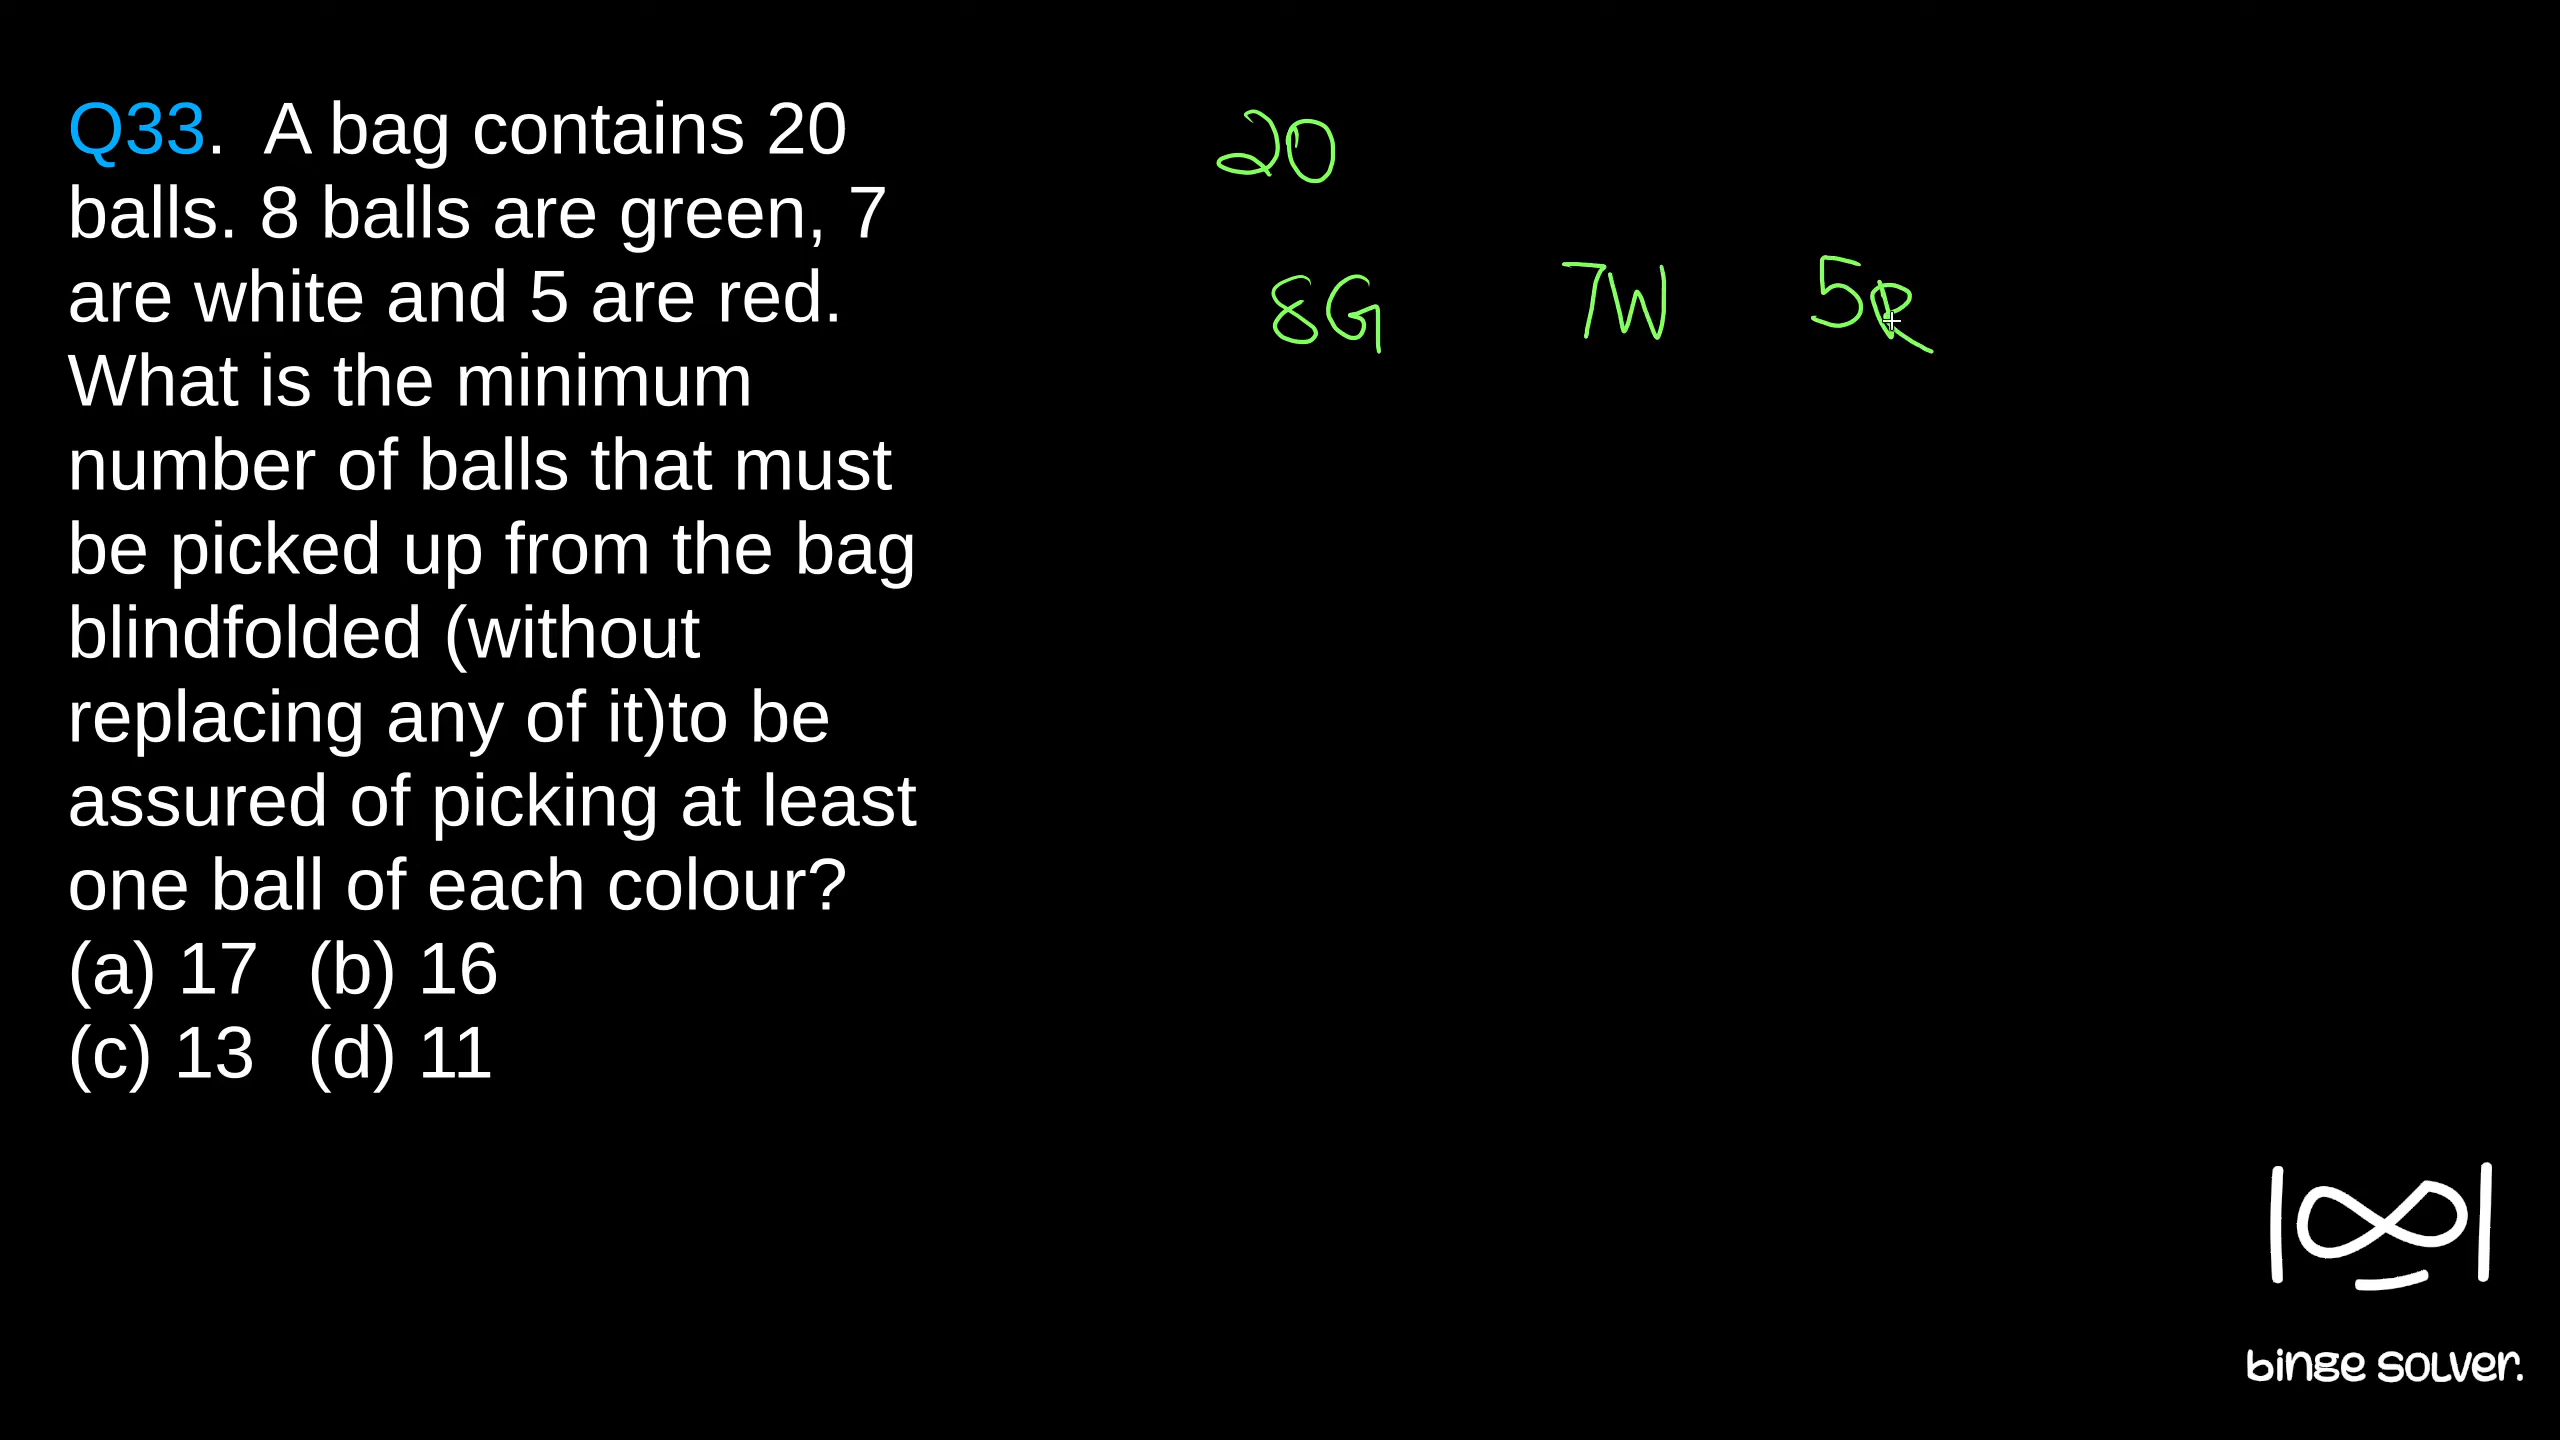 Q33. A bag contains 20
balls. 8 balls are green, 7
are white and 5 are red.
What is the minimum
number of balls that must
be picked up from the bag
blindfolded (without
replacing any of it)to be
assured of picking at least
one ball of each colour?
(a) 17 (b) 16
(c) 13 (d) 11
20
8G 7W 5R
binge solver.